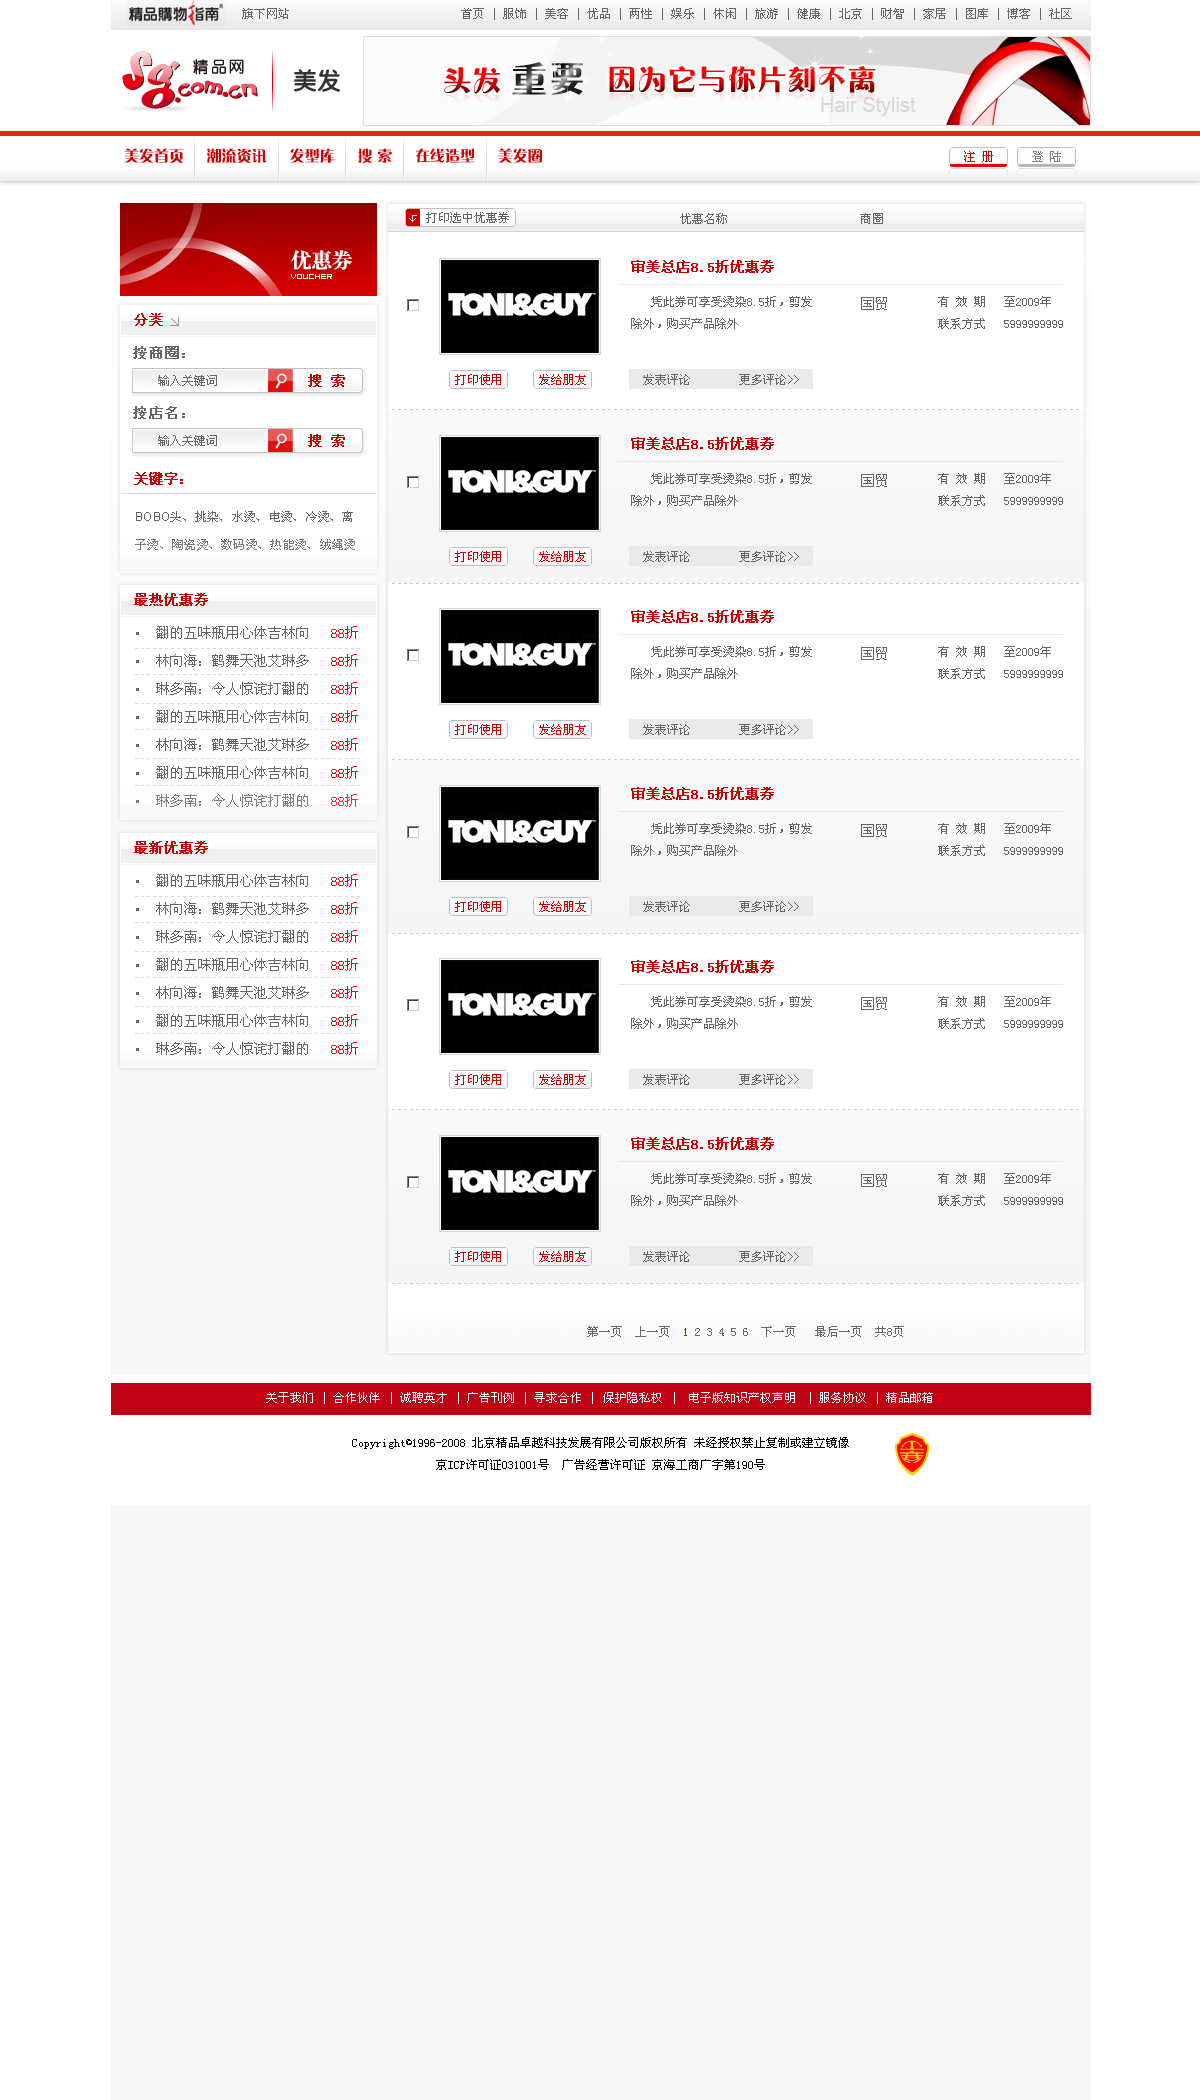 精品購物指南 旗下网站 首页 | 服饰 | 美容 | 优品 | 两性 | 娱乐 | 休闲 | 旅游 | 健康 | 北京 | 财智 | 家居 | 图库 | 博客 | 社区
精品网 Sg.com.cn 美发
头发 重要 因为它与你片刻不离
Hair Stylist
美发首页 潮流资讯 发型库 搜 索 在线造型 美发圈 注 册 登 陆
优惠券
VOUCHER
分类
按商圈：
输入关键词 搜 索
按店名：
输入关键词 搜 索
关键字：
BOBO头、挑染、水烫、电烫、冷烫、离
子烫、陶瓷烫、数码烫、热能烫、绒绳烫
最热优惠券
翻的五味瓶用心体吉林向 88折
林向海：鹤舞天池艾琳多 88折
琳多南：令人惊诧打翻的 88折
翻的五味瓶用心体吉林向 88折
林向海：鹤舞天池艾琳多 88折
翻的五味瓶用心体吉林向 88折
琳多南：令人惊诧打翻的 88折
最新优惠券
翻的五味瓶用心体吉林向 88折
林向海：鹤舞天池艾琳多 88折
琳多南：令人惊诧打翻的 88折
翻的五味瓶用心体吉林向 88折
林向海：鹤舞天池艾琳多 88折
翻的五味瓶用心体吉林向 88折
琳多南：令人惊诧打翻的 88折
打印选中优惠券 优惠名称 商圈
审美总店8.5折优惠券
TONI&GUY
凭此券可享受烫染8.5折，剪发 国贸 有 效 期 至2009年
除外，购买产品除外 联系方式 5999999999
打印使用 发给朋友 发表评论 更多评论>>
审美总店8.5折优惠券
TONI&GUY
凭此券可享受烫染8.5折，剪发 国贸 有 效 期 至2009年
除外，购买产品除外 联系方式 5999999999
打印使用 发给朋友 发表评论 更多评论>>
审美总店8.5折优惠券
TONI&GUY
凭此券可享受烫染8.5折，剪发 国贸 有 效 期 至2009年
除外，购买产品除外 联系方式 5999999999
打印使用 发给朋友 发表评论 更多评论>>
审美总店8.5折优惠券
TONI&GUY
凭此券可享受烫染8.5折，剪发 国贸 有 效 期 至2009年
除外，购买产品除外 联系方式 5999999999
打印使用 发给朋友 发表评论 更多评论>>
审美总店8.5折优惠券
TONI&GUY
凭此券可享受烫染8.5折，剪发 国贸 有 效 期 至2009年
除外，购买产品除外 联系方式 5999999999
打印使用 发给朋友 发表评论 更多评论>>
审美总店8.5折优惠券
TONI&GUY
凭此券可享受烫染8.5折，剪发 国贸 有 效 期 至2009年
除外，购买产品除外 联系方式 5999999999
打印使用 发给朋友 发表评论 更多评论>>
第一页 上一页 1 2 3 4 5 6 下一页 最后一页 共8页
关于我们 | 合作伙伴 | 诚聘英才 | 广告刊例 | 寻求合作 | 保护隐私权 | 电子版知识产权声明 | 服务协议 | 精品邮箱
Copyright©1996-2008 北京精品卓越科技发展有限公司版权所有 未经授权禁止复制或建立镜像
京ICP许可证031001号 广告经营许可证 京海工商广字第190号